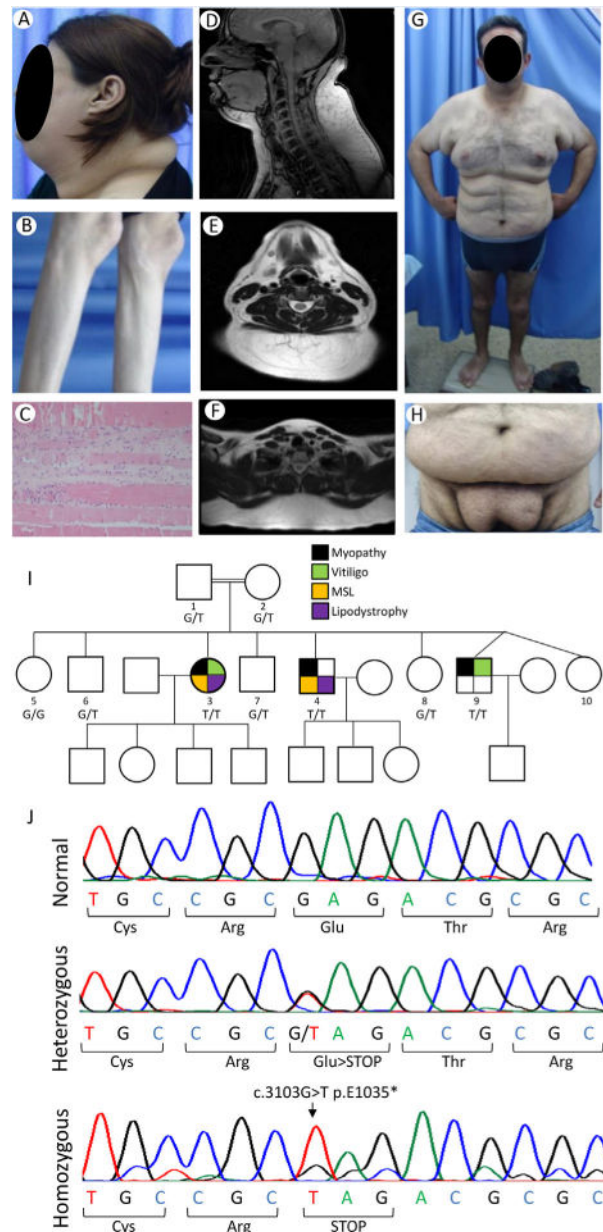 A
B
C
D
E
F
G
H
I
Myopathy
Vitiligo
MSL
Lipodystrophy
1
G/T
2
G/T
5
G/G
6
G/T
3
T/T
7
G/T
4
T/T
8
G/T
9
T/T
10
J
Normal
T G C C G C G A G A C G C G C
Cys Arg Glu Thr Arg
Heterozygous
T G C C G C G/T A G A C G C G C
Cys Arg Glu>STOP Thr Arg
c.3103G>T p.E1035*
Homozygous
T G C C G C T A G A C G C G C
Cys Arg STOP